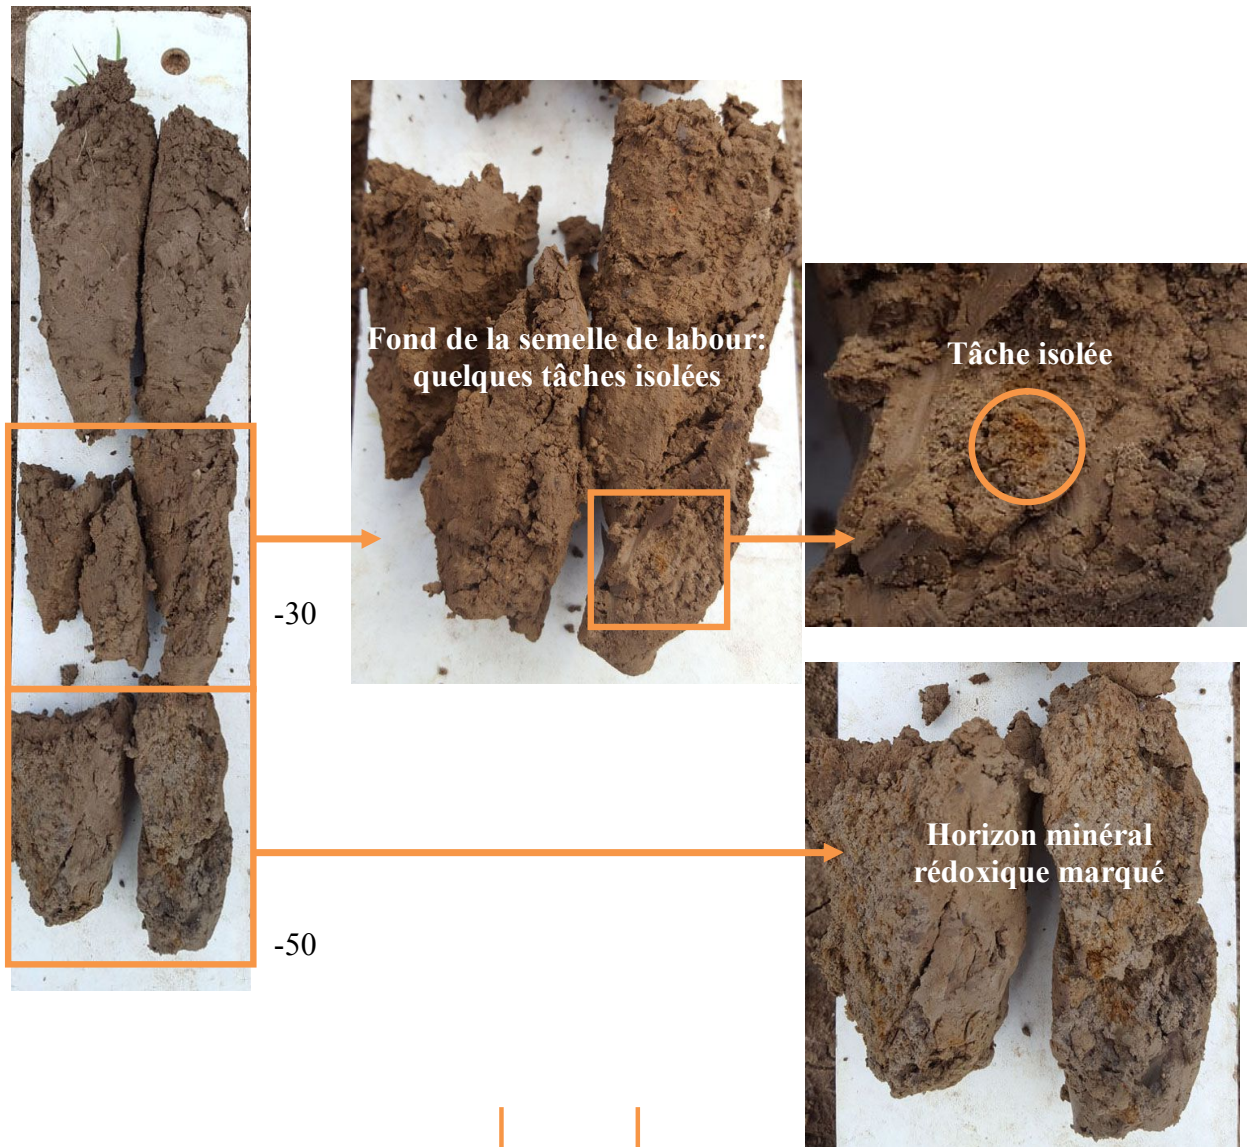 Fond de la semelle de labour:
quelques tâches isolées
Tâche isolée
-30
Horizon minéral
rédoxique marqué
-50